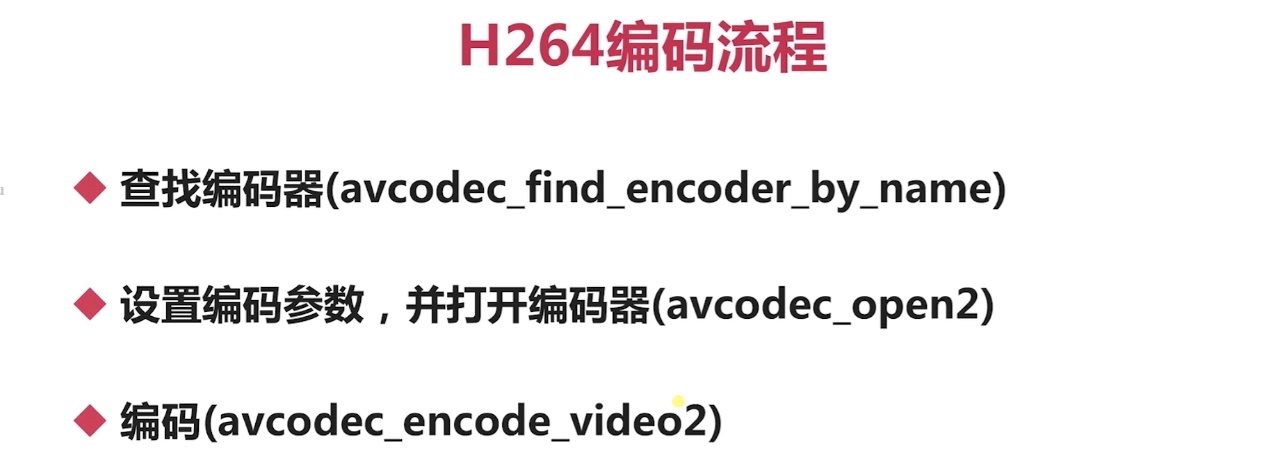 H264编码流程
查找编码器(avcodec_find_encoder_by_name)
设置编码参数，并打开编码器(avcodec_open2)
编码(avcodec_encode_video2)